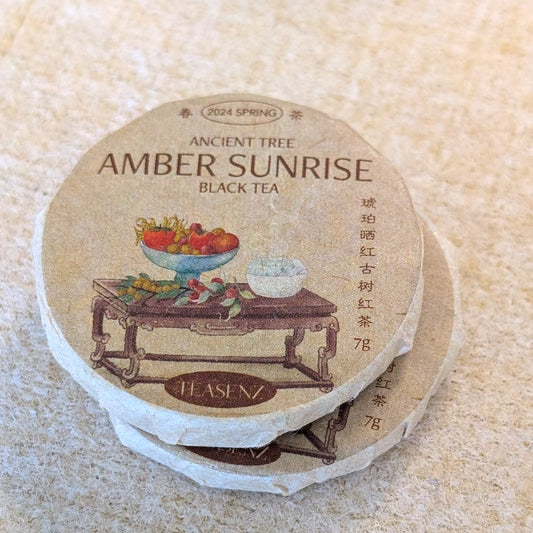 春 2024 SPRING 茶
ANCIENT TREE
AMBER SUNRISE
BLACK TEA
琥珀晒红古树红茶
7g
TEASENZ
树红茶
7g